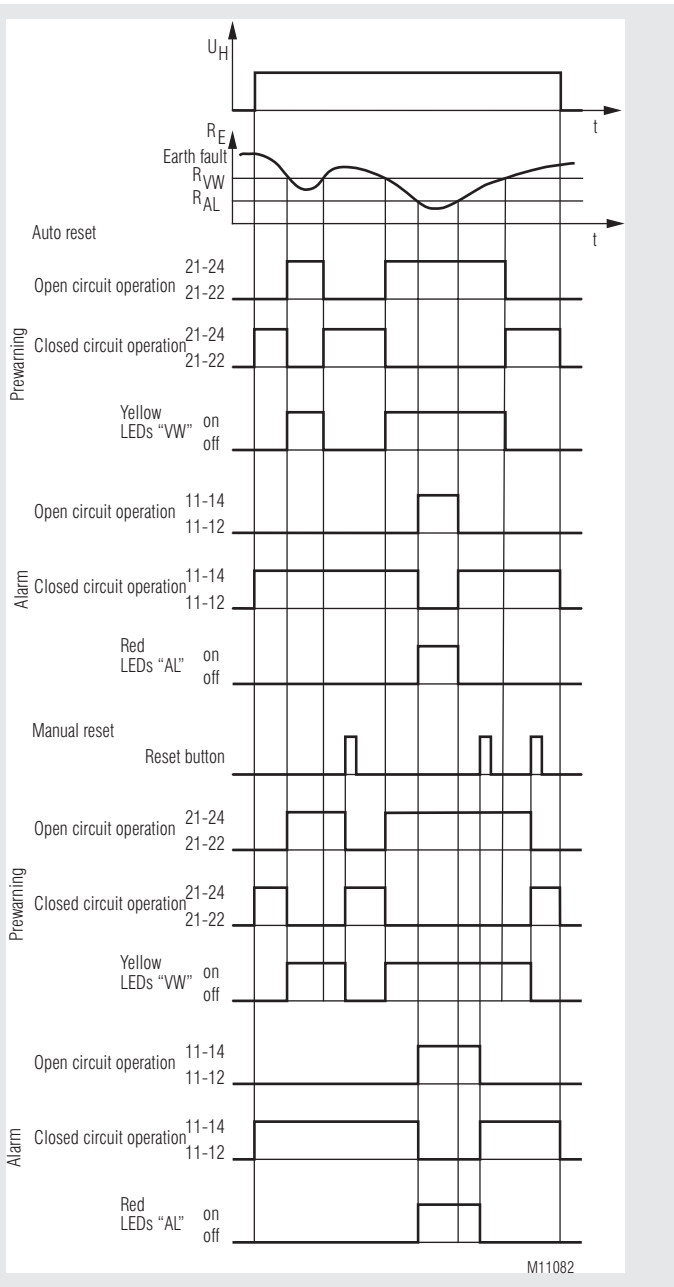 U_H
t
R_E
Earth fault
R_VW
R_AL
t
Auto reset
Prewarning
Open circuit operation 21-24
21-22
Closed circuit operation 21-24
21-22
Yellow
LEDs “VW” on
off
Alarm
Open circuit operation 11-14
11-12
Closed circuit operation 11-14
11-12
Red
LEDs “AL” on
off
Manual reset
Reset button
Prewarning
Open circuit operation 21-24
21-22
Closed circuit operation 21-24
21-22
Yellow
LEDs “VW” on
off
Alarm
Open circuit operation 11-14
11-12
Closed circuit operation 11-14
11-12
Red
LEDs “AL” on
off
M11082